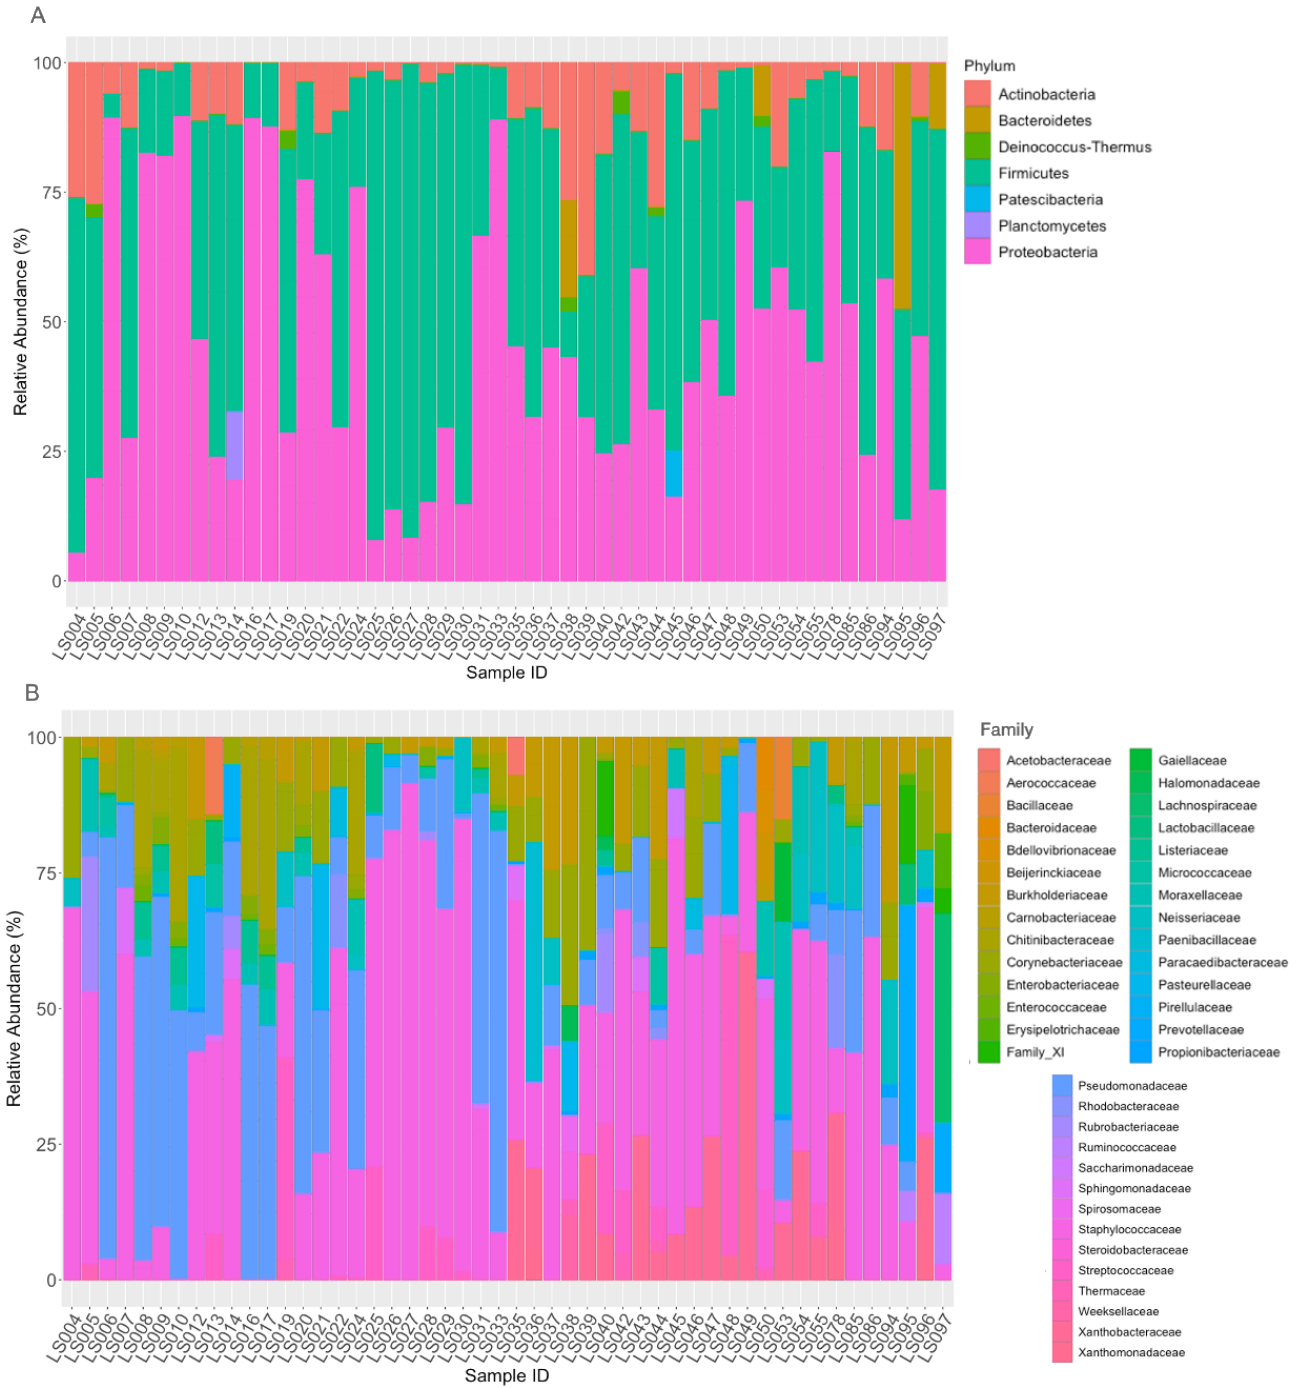 A
100
75
50
25
0
Relative Abundance (%)
LS004 LS005 LS006 LS007 LS008 LS009 LS010 LS012 LS013 LS014 LS016 LS017 LS019 LS020 LS021 LS022 LS024 LS025 LS026 LS027 LS028 LS029 LS030 LS031 LS033 LS035 LS036 LS037 LS038 LS039 LS040 LS042 LS043 LS044 LS045 LS046 LS047 LS048 LS049 LS050 LS053 LS054 LS055 LS078 LS085 LS086 LS094 LS095 LS096 LS097
Sample ID
Phylum
Actinobacteria
Bacteroidetes
Deinococcus-Thermus
Firmicutes
Patescibacteria
Planctomycetes
Proteobacteria
B
100
75
50
25
0
Relative Abundance (%)
LS004 LS005 LS006 LS007 LS008 LS009 LS010 LS012 LS013 LS014 LS016 LS017 LS019 LS020 LS021 LS022 LS024 LS025 LS026 LS027 LS028 LS029 LS030 LS031 LS033 LS035 LS036 LS037 LS038 LS039 LS040 LS042 LS043 LS044 LS045 LS046 LS047 LS048 LS049 LS050 LS053 LS054 LS055 LS078 LS085 LS086 LS094 LS095 LS096 LS097
Sample ID
Family
Acetobacteraceae
Aerococcaceae
Bacillaceae
Bacteroidaceae
Bdellovibrionaceae
Beijerinckiaceae
Burkholderiaceae
Carnobacteriaceae
Chitinibacteraceae
Corynebacteriaceae
Enterobacteriaceae
Enterococcaceae
Erysipelotrichaceae
Family_XI
Gaiellaceae
Halomonadaceae
Lachnospiraceae
Lactobacillaceae
Listeriaceae
Micrococcaceae
Moraxellaceae
Neisseriaceae
Paenibacillaceae
Paracaedibacteraceae
Pasteurellaceae
Pirellulaceae
Prevotellaceae
Propionibacteriaceae
Pseudomonadaceae
Rhodobacteraceae
Rubrobacteriaceae
Ruminococcaceae
Saccharimonadaceae
Sphingomonadaceae
Spirosomaceae
Staphylococcaceae
Steroidobacteraceae
Streptococcaceae
Thermaceae
Weeksellaceae
Xanthobacteraceae
Xanthomonadaceae